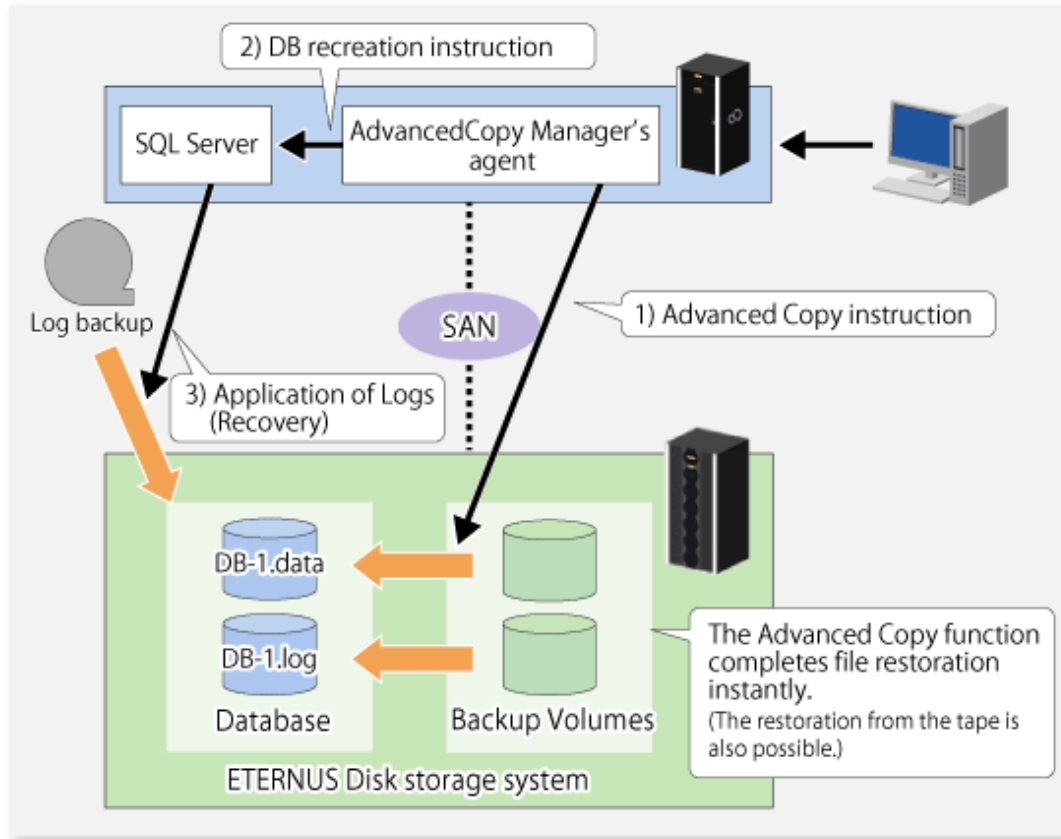 2) DB recreation instruction
SQL Server
AdvancedCopy Manager's
agent
Log backup
SAN
1) Advanced Copy instruction
3) Application of Logs
(Recovery)
DB-1.data
DB-1.log
Database
Backup Volumes
The Advanced Copy function
completes file restoration
instantly.
(The restoration from the tape is
also possible.)
ETERNUS Disk storage system